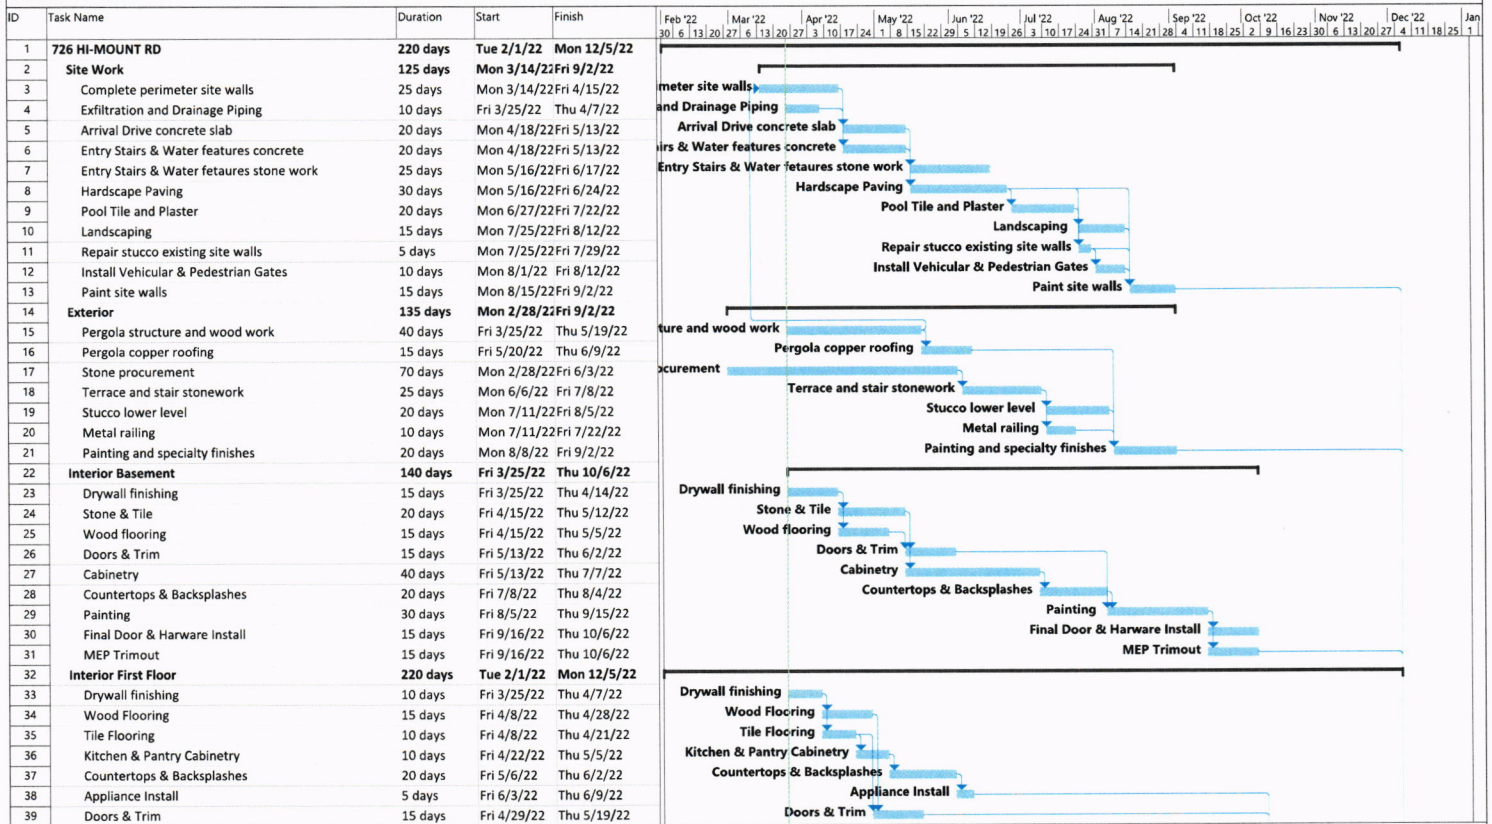 ID Task Name Duration Start Finish Feb '22 Mar '22 Apr '22 May '22 Jun '22 Jul '22 Aug '22 Sep '22 Oct '22 Nov '22 Dec '22 Jan
30 6 13 20 27 6 13 20 27 3 10 17 24 1 8 15 22 29 5 12 19 26 3 10 17 24 31 7 14 21 28 4 11 18 25 2 9 16 23 30 6 13 20 27 4 11 18 25 1
1 726 HI-MOUNT RD 220 days Tue 2/1/22 Mon 12/5/22
2 Site Work 125 days Mon 3/14/22 Fri 9/2/22
3 Complete perimeter site walls 25 days Mon 3/14/22 Fri 4/15/22 meter site walls
4 Exfiltration and Drainage Piping 10 days Fri 3/25/22 Thu 4/7/22 and Drainage Piping
5 Arrival Drive concrete slab 20 days Mon 4/18/22 Fri 5/13/22 Arrival Drive concrete slab
6 Entry Stairs & Water features concrete 20 days Mon 4/18/22 Fri 5/13/22 irs & Water features concrete
7 Entry Stairs & Water fetaures stone work 25 days Mon 5/16/22 Fri 6/17/22 Entry Stairs & Water fetaures stone work
8 Hardscape Paving 30 days Mon 5/16/22 Fri 6/24/22 Hardscape Paving
9 Pool Tile and Plaster 20 days Mon 6/27/22 Fri 7/22/22 Pool Tile and Plaster
10 Landscaping 15 days Mon 7/25/22 Fri 8/12/22 Landscaping
11 Repair stucco existing site walls 5 days Mon 7/25/22 Fri 7/29/22 Repair stucco existing site walls
12 Install Vehicular & Pedestrian Gates 10 days Mon 8/1/22 Fri 8/12/22 Install Vehicular & Pedestrian Gates
13 Paint site walls 15 days Mon 8/15/22 Fri 9/2/22 Paint site walls
14 Exterior 135 days Mon 2/28/22 Fri 9/2/22
15 Pergola structure and wood work 40 days Fri 3/25/22 Thu 5/19/22 ture and wood work
16 Pergola copper roofing 15 days Fri 5/20/22 Thu 6/9/22 Pergola copper roofing
17 Stone procurement 70 days Mon 2/28/22 Fri 6/3/22 ocurement
18 Terrace and stair stonework 25 days Mon 6/6/22 Fri 7/8/22 Terrace and stair stonework
19 Stucco lower level 20 days Mon 7/11/22 Fri 8/5/22 Stucco lower level
20 Metal railing 10 days Mon 7/11/22 Fri 7/22/22 Metal railing
21 Painting and specialty finishes 20 days Mon 8/8/22 Fri 9/2/22 Painting and specialty finishes
22 Interior Basement 140 days Fri 3/25/22 Thu 10/6/22
23 Drywall finishing 15 days Fri 3/25/22 Thu 4/14/22 Drywall finishing
24 Stone & Tile 20 days Fri 4/15/22 Thu 5/12/22 Stone & Tile
25 Wood flooring 15 days Fri 4/15/22 Thu 5/5/22 Wood flooring
26 Doors & Trim 15 days Fri 5/13/22 Thu 6/2/22 Doors & Trim
27 Cabinetry 40 days Fri 5/13/22 Thu 7/7/22 Cabinetry
28 Countertops & Backsplashes 20 days Fri 7/8/22 Thu 8/4/22 Countertops & Backsplashes
29 Painting 30 days Fri 8/5/22 Thu 9/15/22 Painting
30 Final Door & Harware Install 15 days Fri 9/16/22 Thu 10/6/22 Final Door & Harware Install
31 MEP Trimout 15 days Fri 9/16/22 Thu 10/6/22 MEP Trimout
32 Interior First Floor 220 days Tue 2/1/22 Mon 12/5/22
33 Drywall finishing 10 days Fri 3/25/22 Thu 4/7/22 Drywall finishing
34 Wood Flooring 15 days Fri 4/8/22 Thu 4/28/22 Wood Flooring
35 Tile Flooring 10 days Fri 4/8/22 Thu 4/21/22 Tile Flooring
36 Kitchen & Pantry Cabinetry 10 days Fri 4/22/22 Thu 5/5/22 Kitchen & Pantry Cabinetry
37 Countertops & Backsplashes 20 days Fri 5/6/22 Thu 6/2/22 Countertops & Backsplashes
38 Appliance Install 5 days Fri 6/3/22 Thu 6/9/22 Appliance Install
39 Doors & Trim 15 days Fri 4/29/22 Thu 5/19/22 Doors & Trim